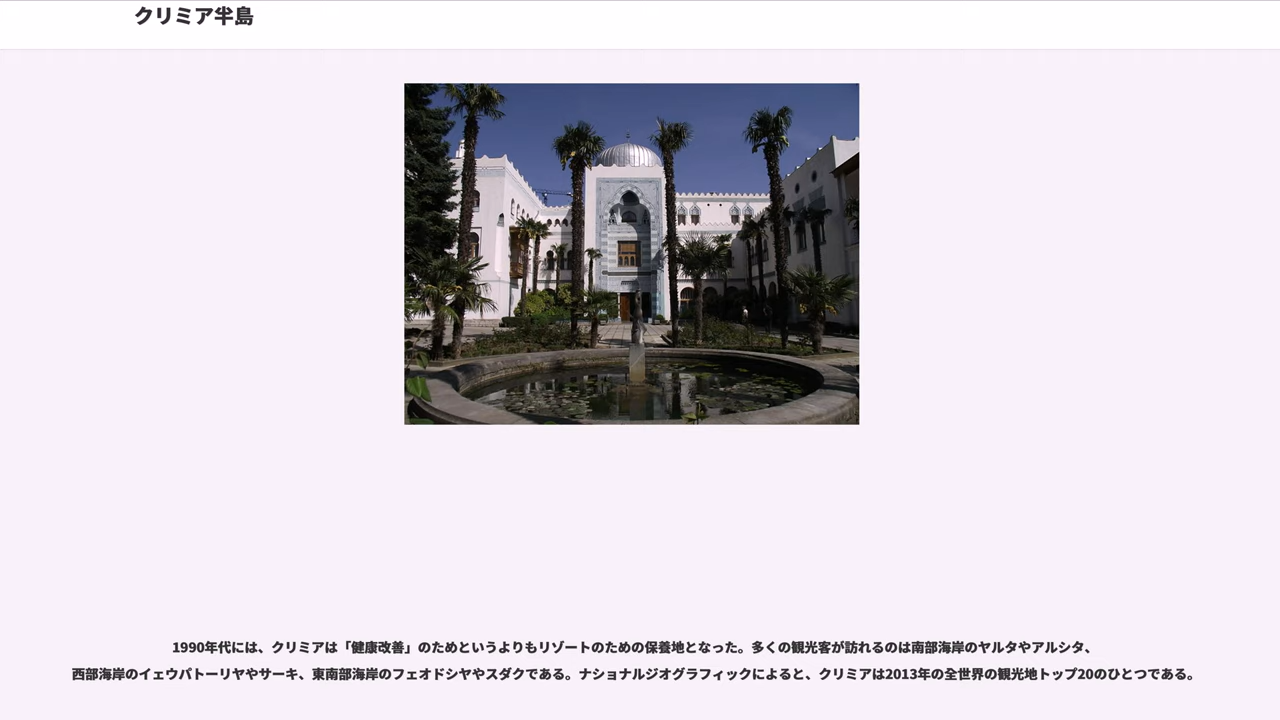 クリミア半島
1990年代には、クリミアは「健康改善」のためというよりもリゾートのための保養地となった。多くの観光客が訪れるのは南部海岸のヤルタやアルシタ、
西部海岸のイェウパトーリヤやサーキ、東南部海岸のフェオドシヤやスダクである。ナショナルジオグラフィックによると、クリミアは2013年の全世界の観光地トップ20のひとつである。